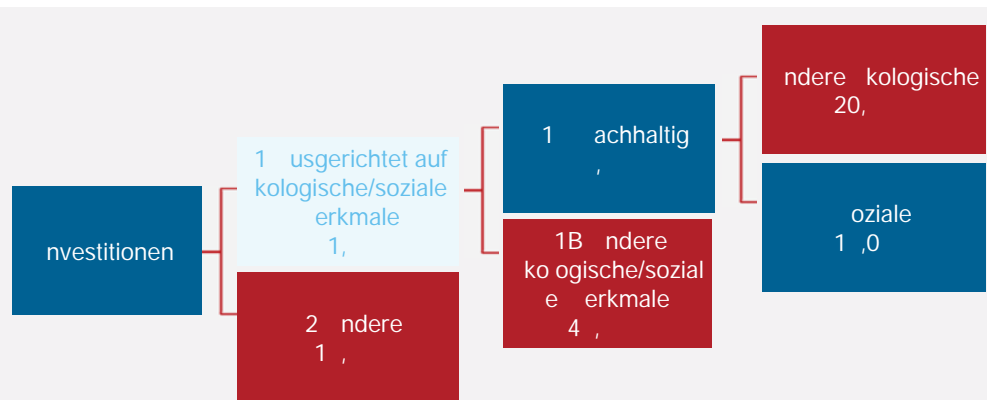 nvestitionen
1 usgerichtet auf
kologische/soziale
erkmale
1,
2 ndere
1 ,
1 achhaltig
,
1B ndere
ko ogische/sozial
e erkmale
4 ,
ndere kologische
20,
oziale
1 ,0